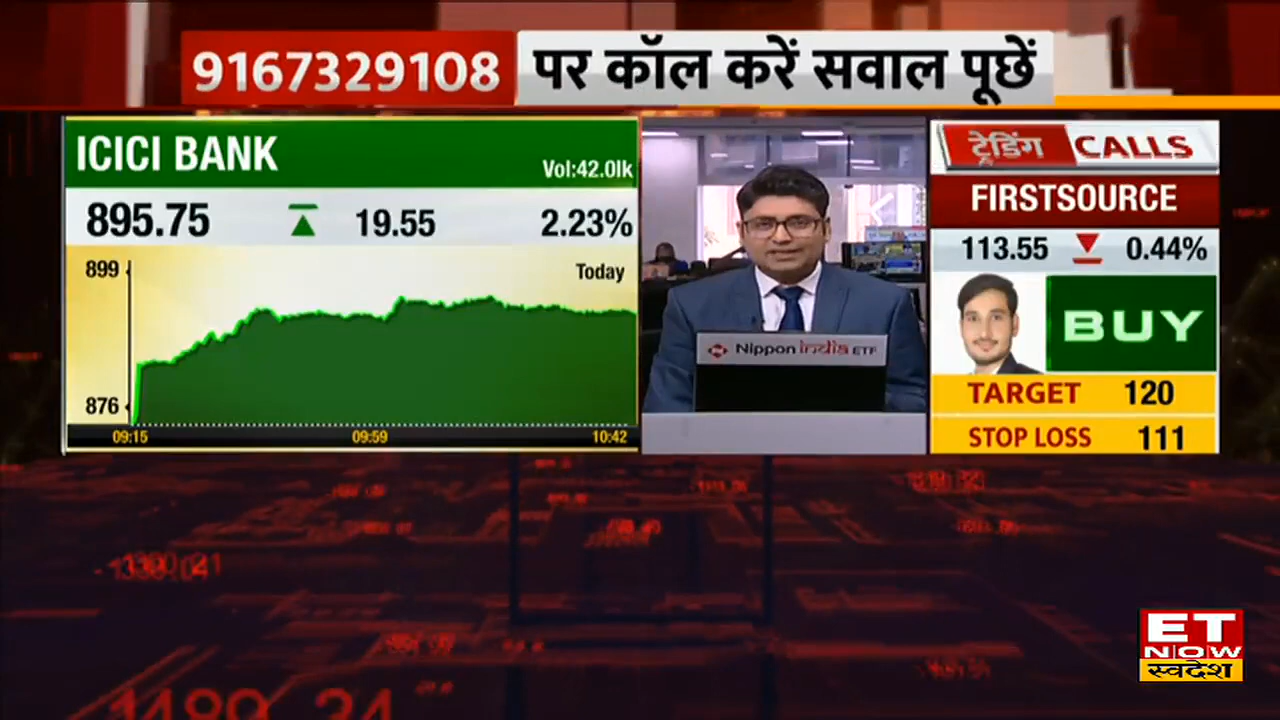 9167329108 पर कॉल करें सवाल पूछें
ICICI BANK
Vol:42.0lk
895.75 19.55 2.23%
899
Today
876
09:15 09:59 10:42
Nippon india ETF
ट्रेडिंग CALLS
FIRSTSOURCE
113.55 0.44%
BUY
TARGET 120
STOP LOSS 111
1489.34
ET
NOW
स्वदेश